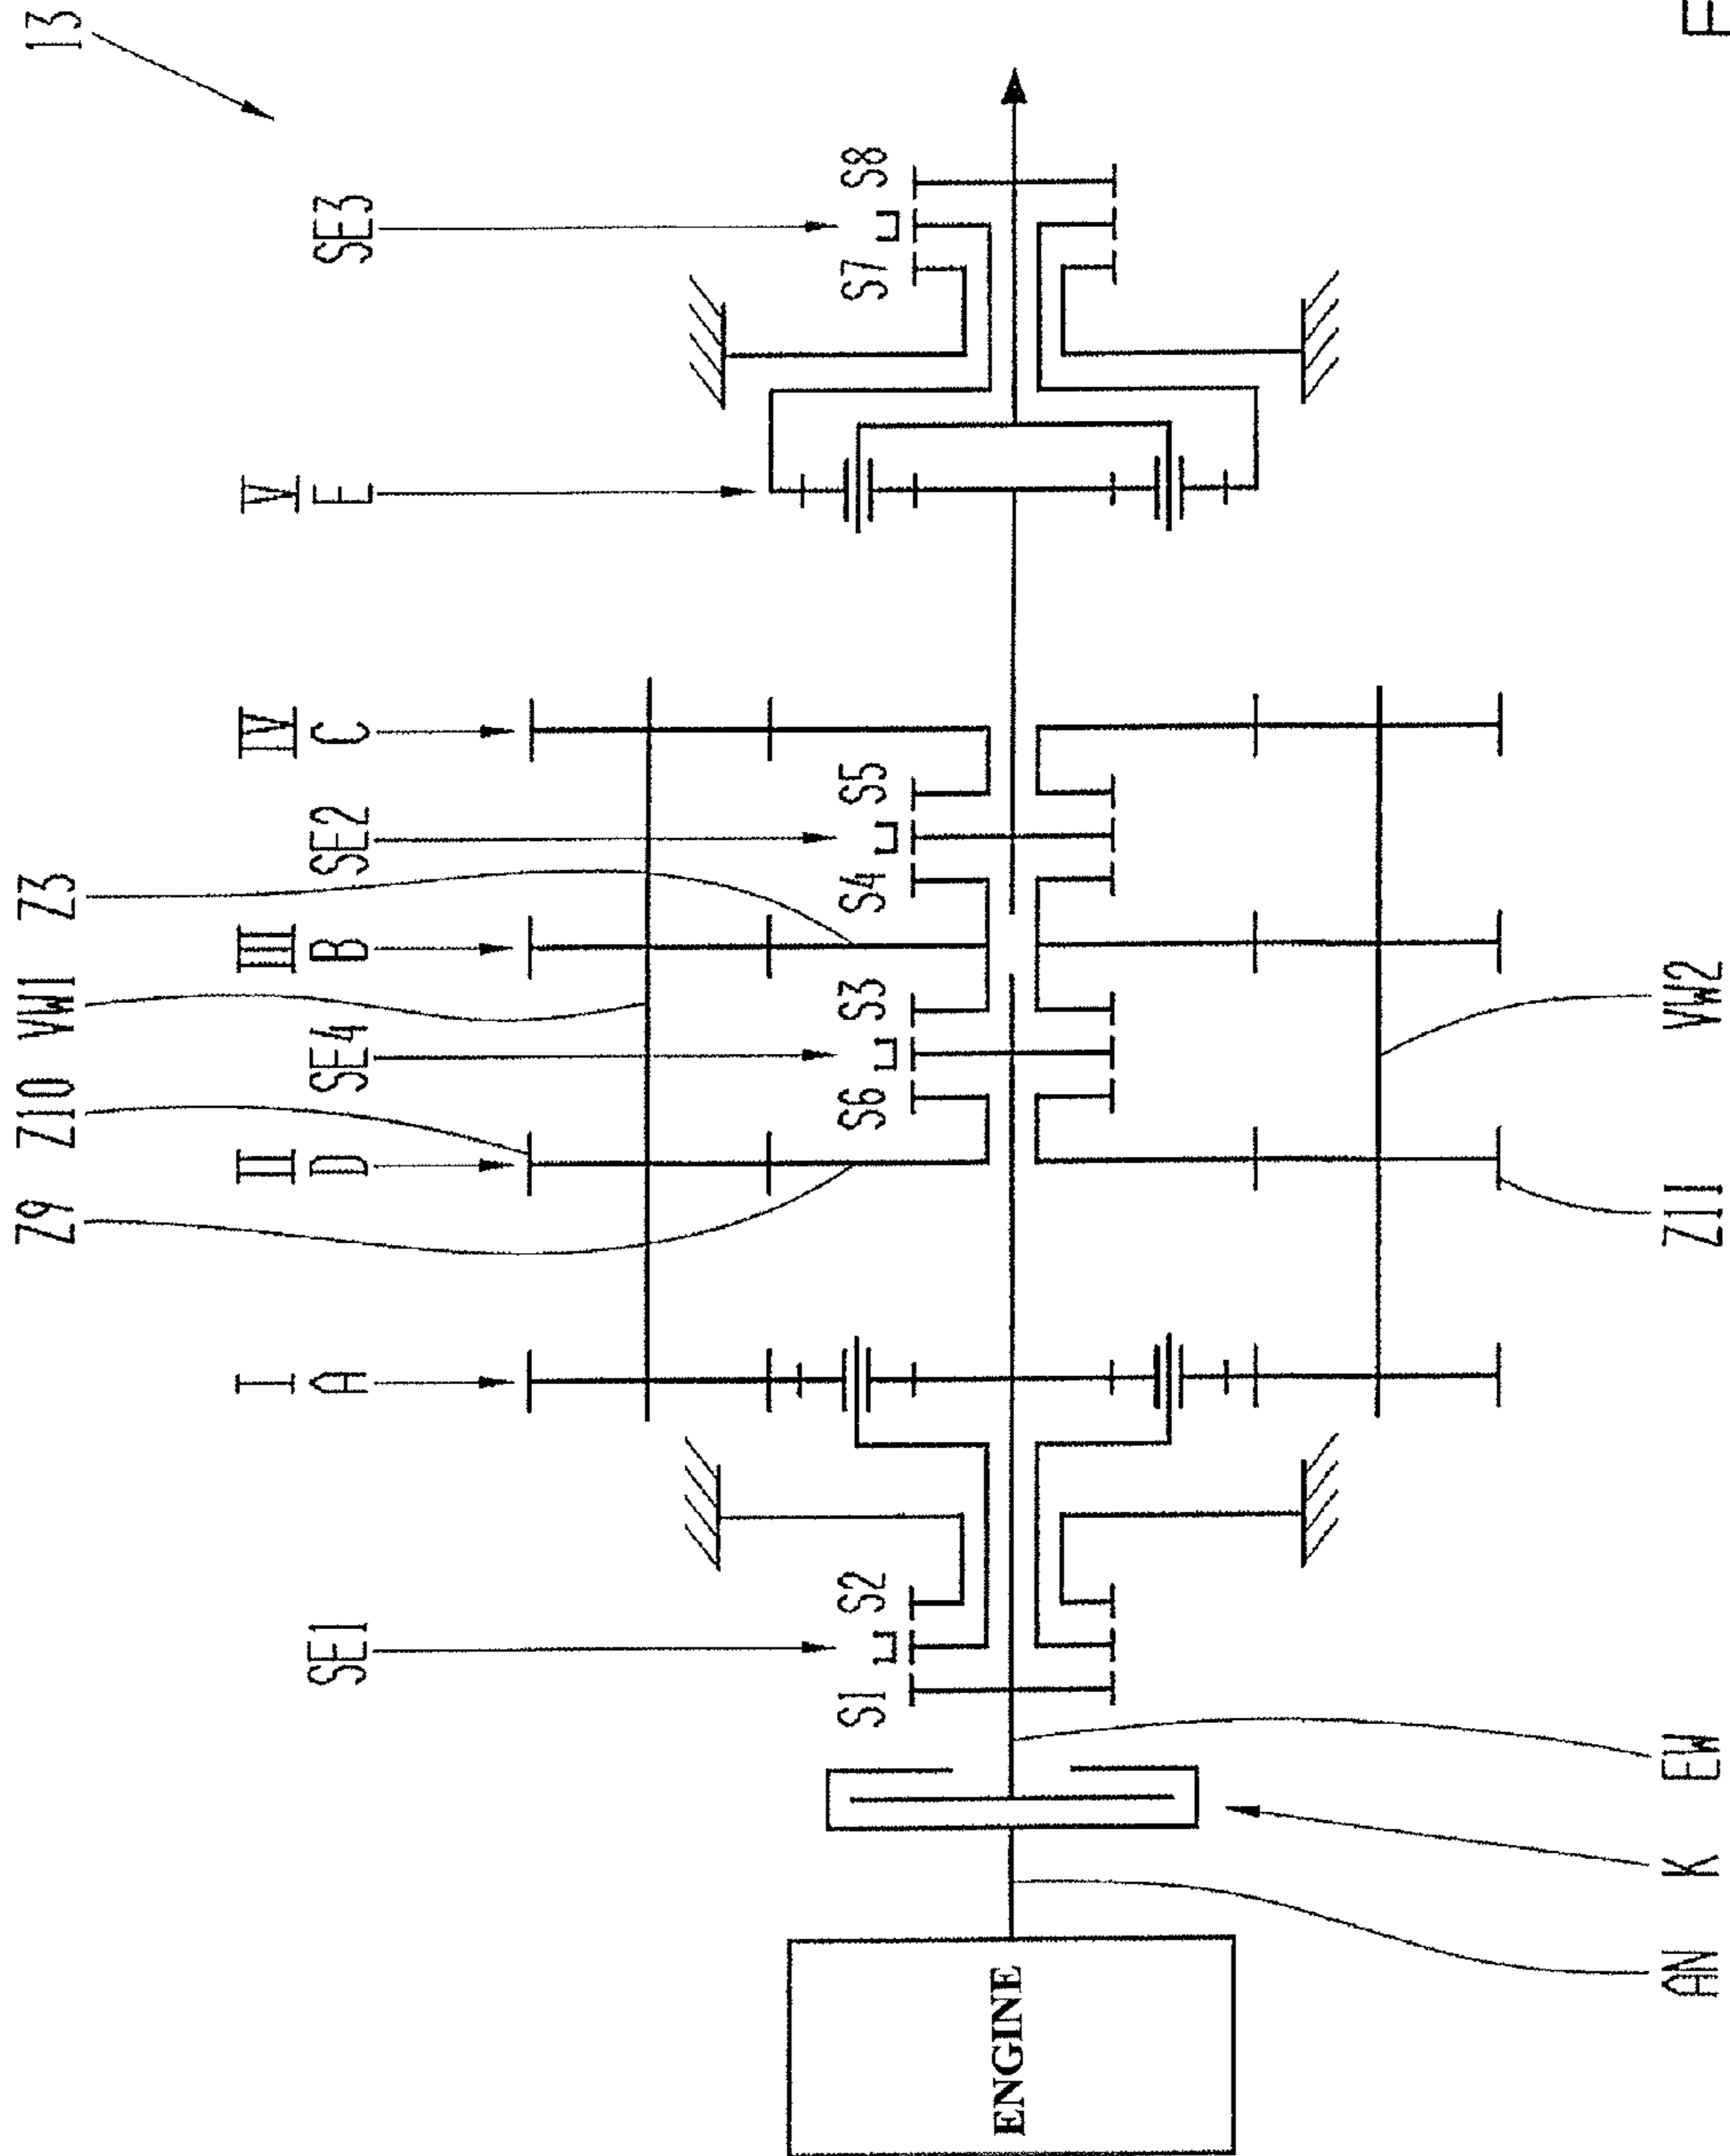 Z9 Z10 VW1 Z3 13
I II III IV V
SE1 A D SE4 B SE2 C E SE3
S1 S2 S6 S3 S4 S5 S7 S8
ENGINE
AN K EW Z11 VW2